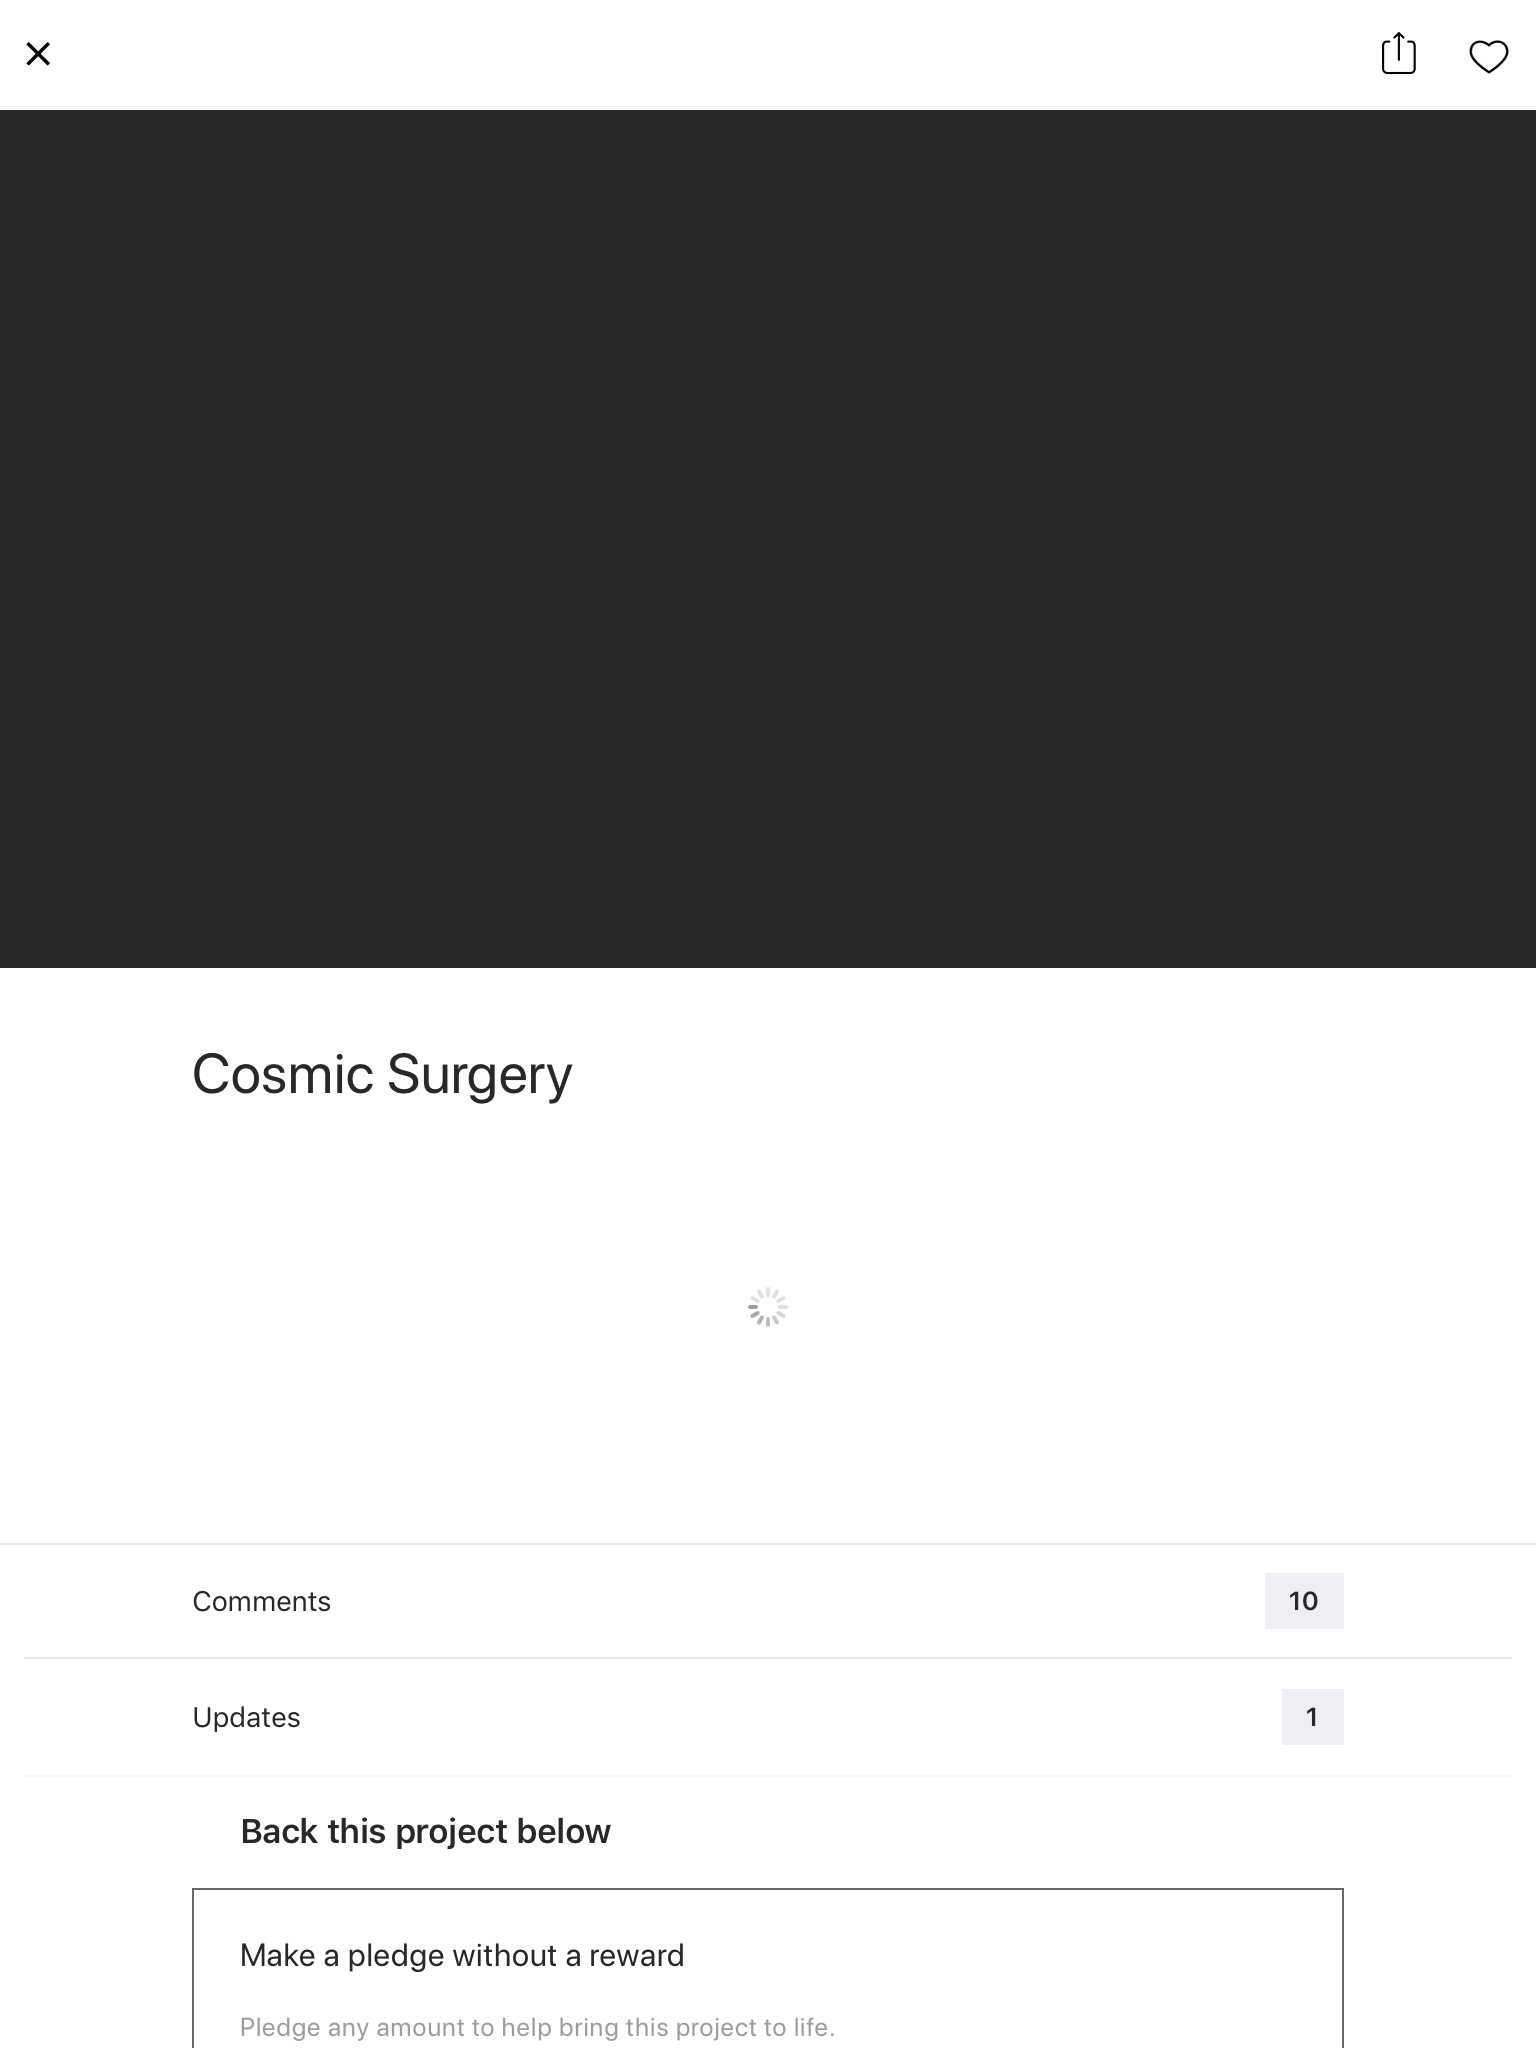 Cosmic Surgery
Comments
10
Updates
1
Back this project below
Make a pledge without a reward
Pledge any amount to help bring this project to life.